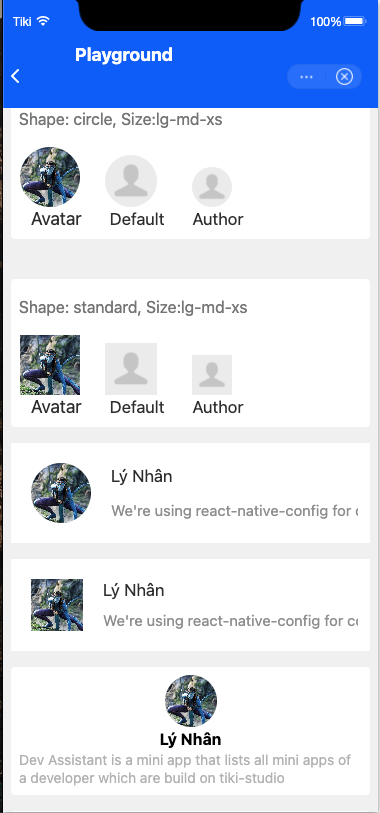 Tiki 100%
Playground
Shape: circle, Size:lg-md-xs
Avatar Default Author
Shape: standard, Size:lg-md-xs
Avatar Default Author
Lý Nhân
We're using react-native-config for
Lý Nhân
We're using react-native-config for
Lý Nhân
Dev Assistant is a mini app that lists all mini apps of
a developer which are build on tiki-studio